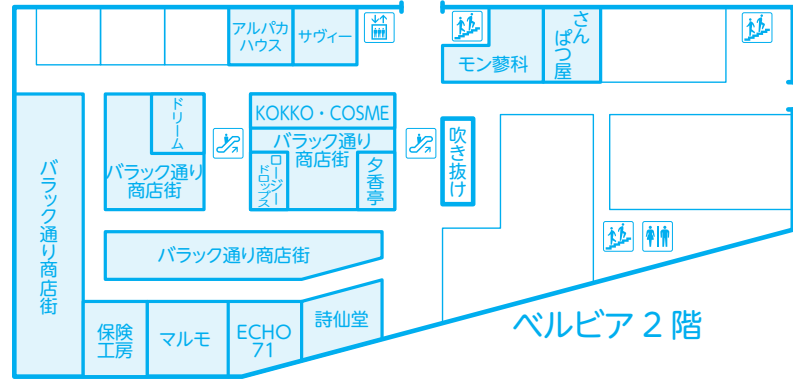 アルパカ
ハウス
サヴィー
モン蓼科
さん
ぱつ屋
KOKKO・COSME
ドリーム
バラック通り
商店街
バラック通り
商店街
ロージー
ドロップス
夕香亭
吹き抜け
バラック通り商店街
バラック通り商店街
保険
工房
マルモ
ECHO
71
詩仙堂
ベルビア 2 階